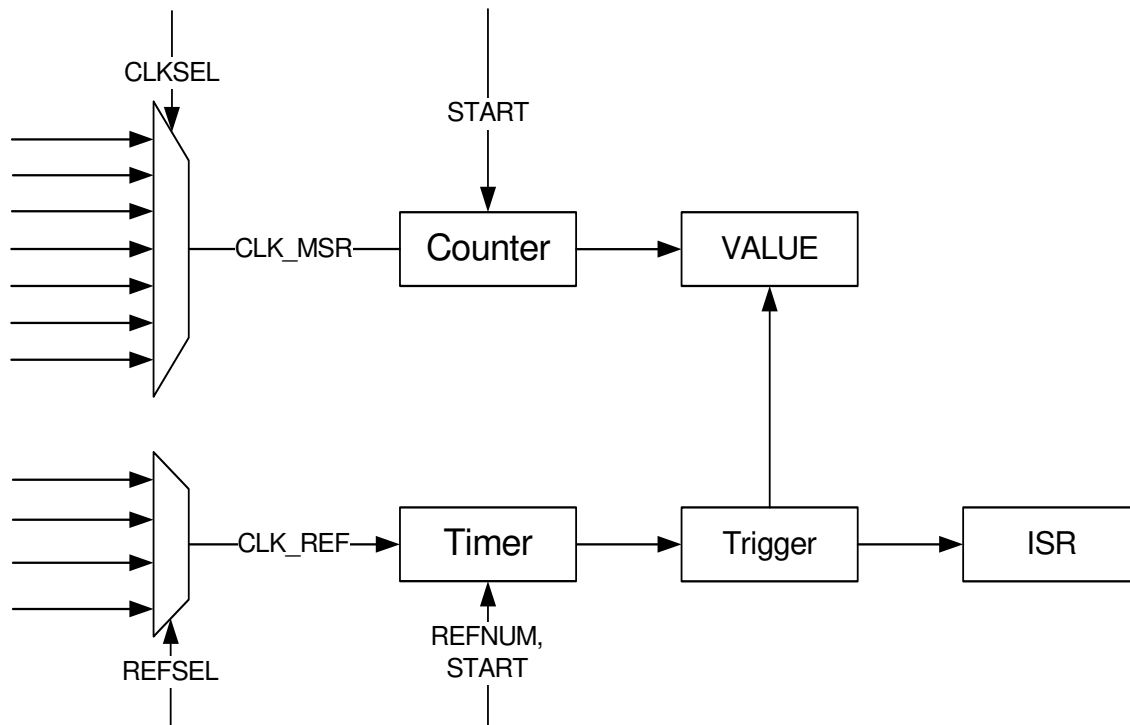 CLKSEL
START
CLK_MSR
Counter
VALUE
CLK_REF
Timer
Trigger
ISR
REFNUM,
START
REFSEL